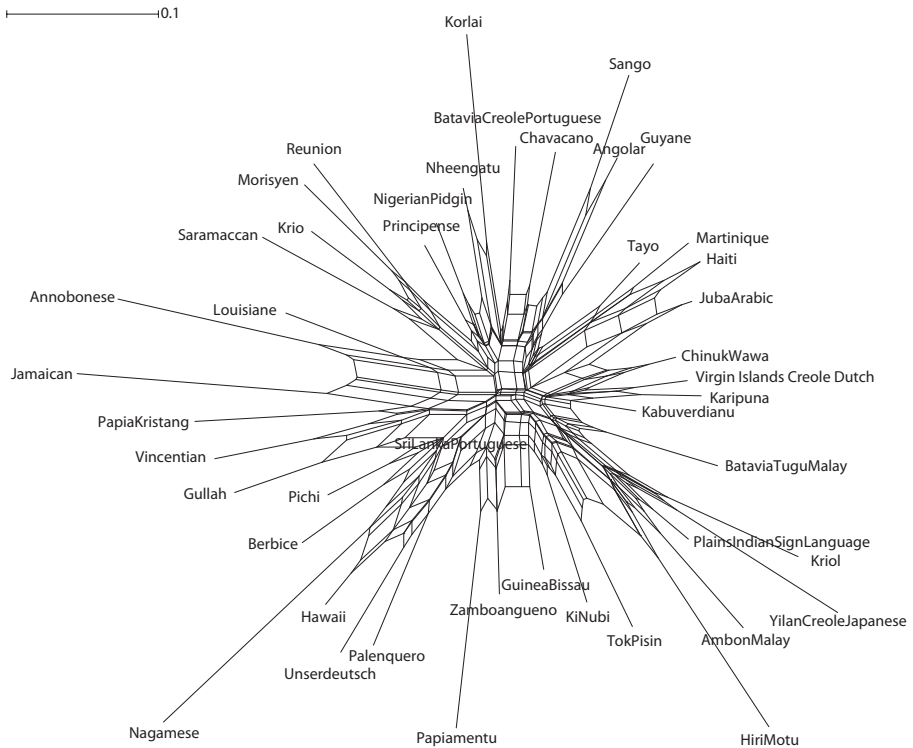 0.1
Korlai
Sango
BataviaCreolePortuguese
Chavacano
Guyane
Angolar
Reunion
Nheengatu
Morisyen
NigerianPidgin
Principense
Krio
Saramaccan
Tayo
Martinique
Haiti
Annobonese
JubaArabic
Louisiane
ChinukWawa
Jamaican
Virgin Islands Creole Dutch
Karipuna
Kabuverdianu
PapiaKristang
SriLankaPortuguese
Vincentian
BataviaTuguMalay
Gullah
Pichi
Berbice
PlainsIndianSignLanguage
Kriol
GuineaBissau
Hawaii
Zamboangueno
KiNubi
YilanCreoleJapanese
TokPisin
AmbonMalay
Palenquero
Unserdeutsch
Nagamese
Papiamentu
HiriMotu